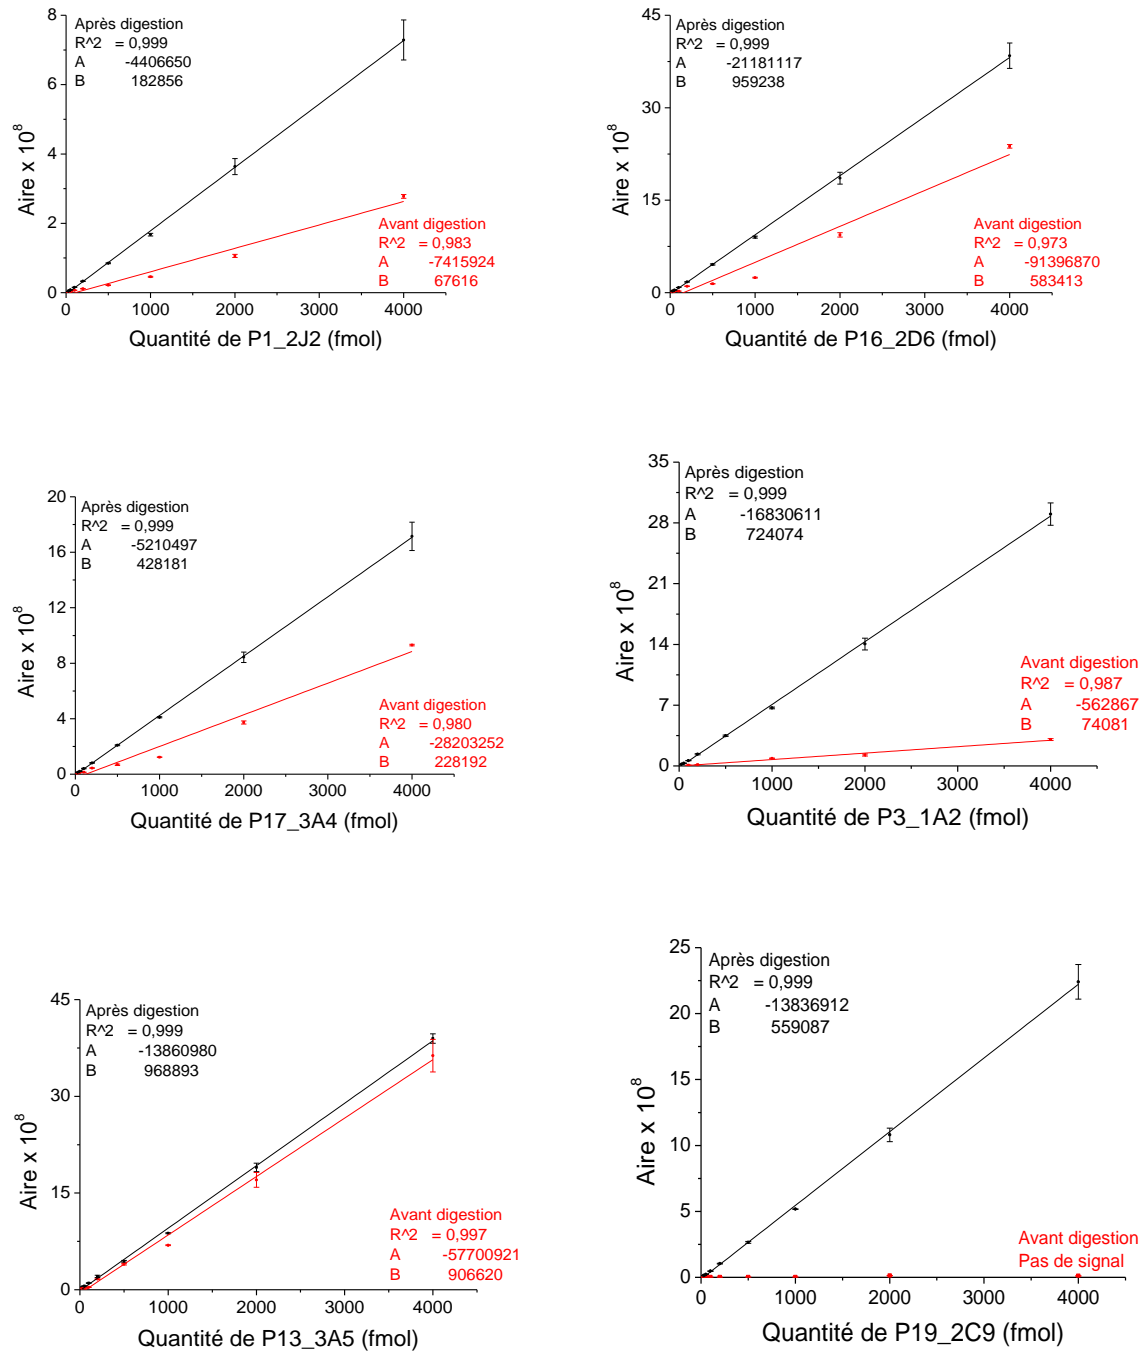 Après digestion
R^2 = 0,999
A -4406650
B 182856
8
6
4
2
0
Aire x 10^8
Avant digestion
R^2 = 0,983
A -7415924
B 67616
0 1000 2000 3000 4000
Quantité de P1_2J2 (fmol)
Après digestion
R^2 = 0,999
A -21181117
B 959238
45
30
15
0
Aire x 10^8
Avant digestion
R^2 = 0,973
A -91396870
B 583413
0 1000 2000 3000 4000
Quantité de P16_2D6 (fmol)
Après digestion
R^2 = 0,999
A -5210497
B 428181
20
16
12
8
4
0
Aire x 10^8
Avant digestion
R^2 = 0,980
A -28203252
B 228192
0 1000 2000 3000 4000
Quantité de P17_3A4 (fmol)
Après digestion
R^2 = 0,999
A -16830611
B 724074
35
28
21
14
7
0
Aire x 10^8
Avant digestion
R^2 = 0,987
A -562867
B 74081
0 1000 2000 3000 4000
Quantité de P3_1A2 (fmol)
Après digestion
R^2 = 0,999
A -13860980
B 968893
45
30
15
0
Aire x 10^8
Avant digestion
R^2 = 0,997
A -57700921
B 906620
0 1000 2000 3000 4000
Quantité de P13_3A5 (fmol)
Après digestion
R^2 = 0,999
A -13836912
B 559087
25
20
15
10
5
0
Aire x 10^8
Avant digestion
Pas de signal
0 1000 2000 3000 4000
Quantité de P19_2C9 (fmol)